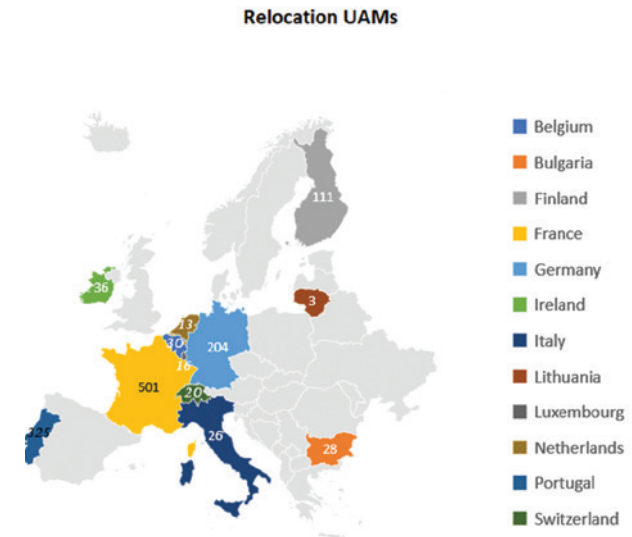 Relocation UAMs
Belgium
Bulgaria
Finland
France
Germany
Ireland
Italy
Lithuania
Luxembourg
Netherlands
Portugal
Switzerland
111
36
3
13
30
204
16
501
20
325
26
28